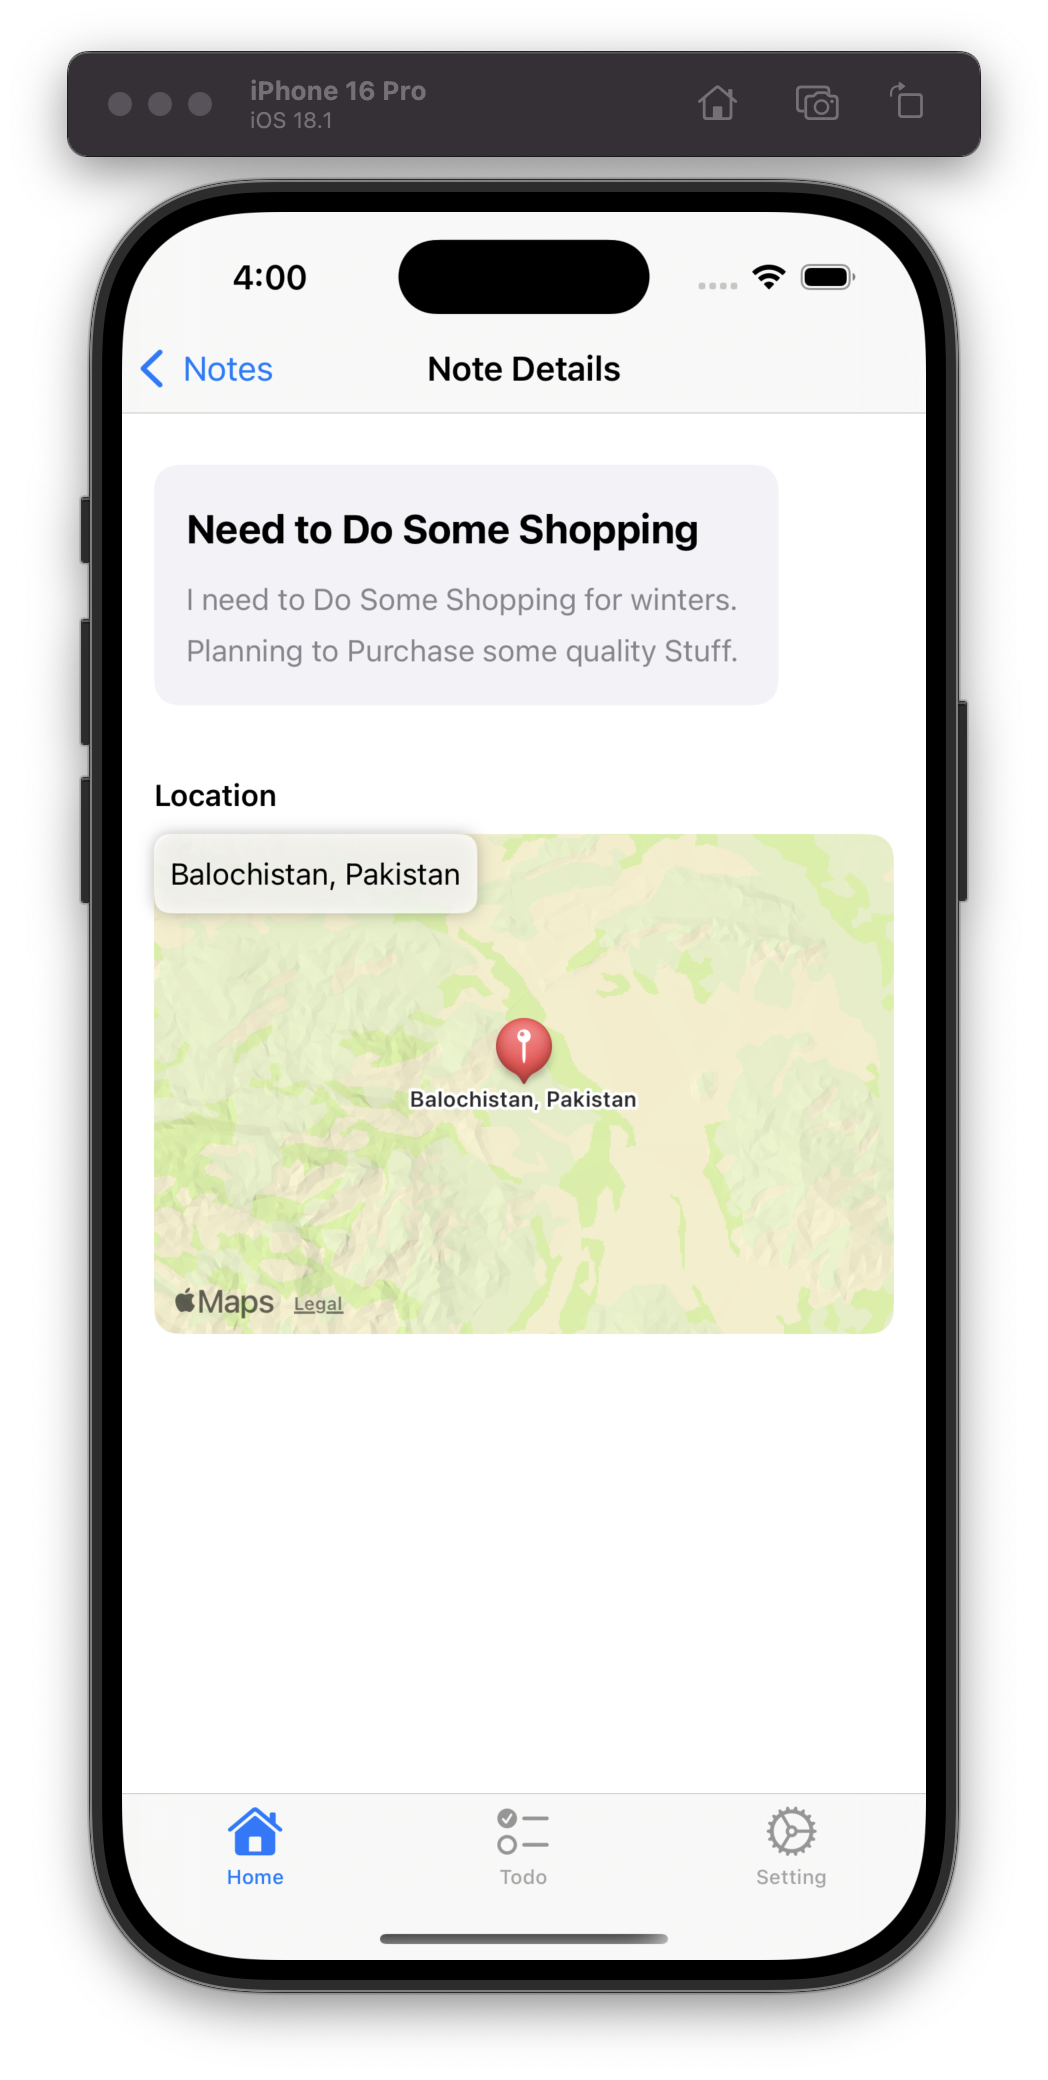 iPhone 16 Pro
iOS 18.1
4:00
Notes
Note Details
Need to Do Some Shopping
I need to Do Some Shopping for winters.
Planning to Purchase some quality Stuff.
Location
Balochistan, Pakistan
Balochistan, Pakistan
Maps Legal
Home Todo Setting